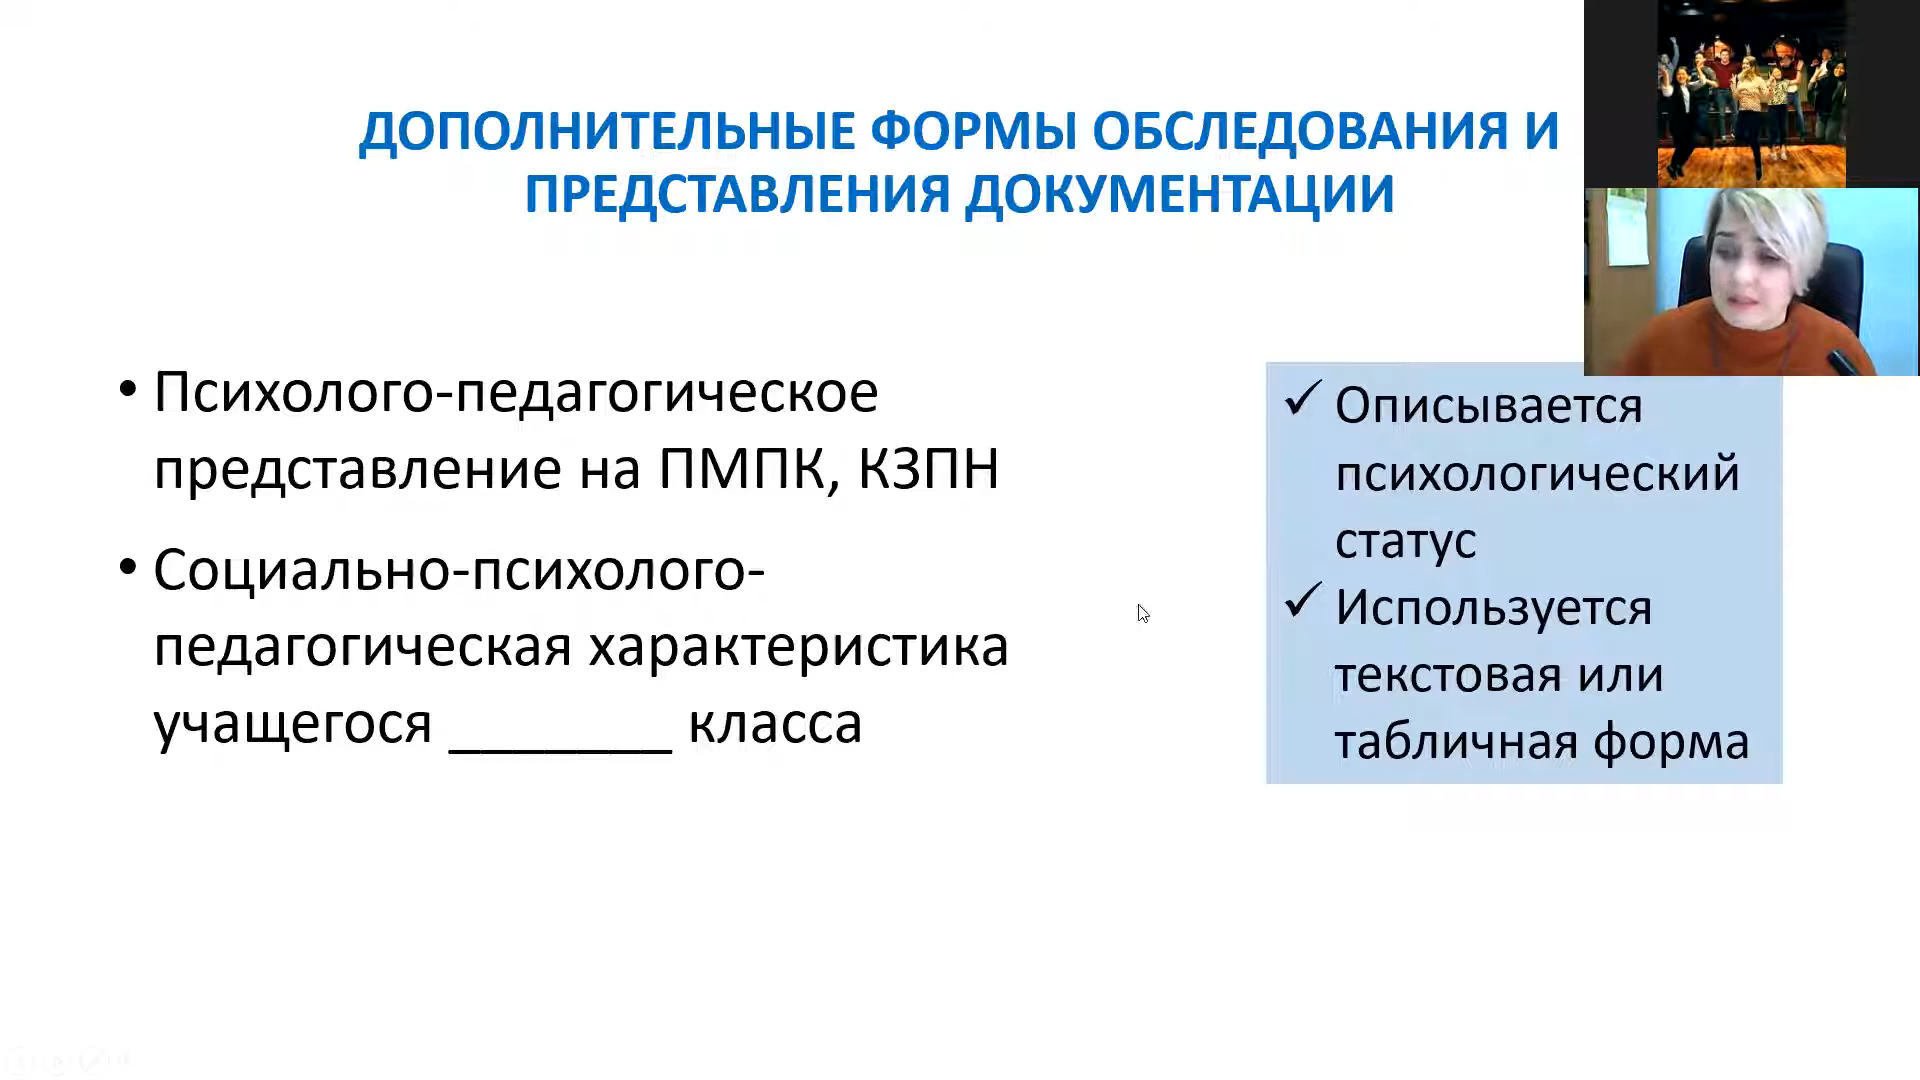 ДОПОЛНИТЕЛЬНЫЕ ФОРМЫ ОБСЛЕДОВАНИЯ И
ПРЕДСТАВЛЕНИЯ ДОКУМЕНТАЦИИ
• Психолого-педагогическое
представление на ПМПК, КЗПН
• Социально-психолого-
педагогическая характеристика
учащегося _______ класса
✓ Описывается
психологический
статус
✓ Используется
текстовая или
табличная форма